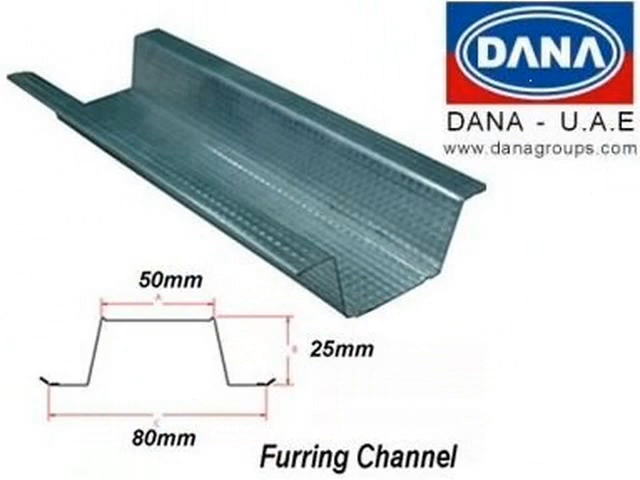 DANA
DANA - U.A.E
www.danagroups.com
50mm
A
25mm
B
C
80mm
Furring Channel